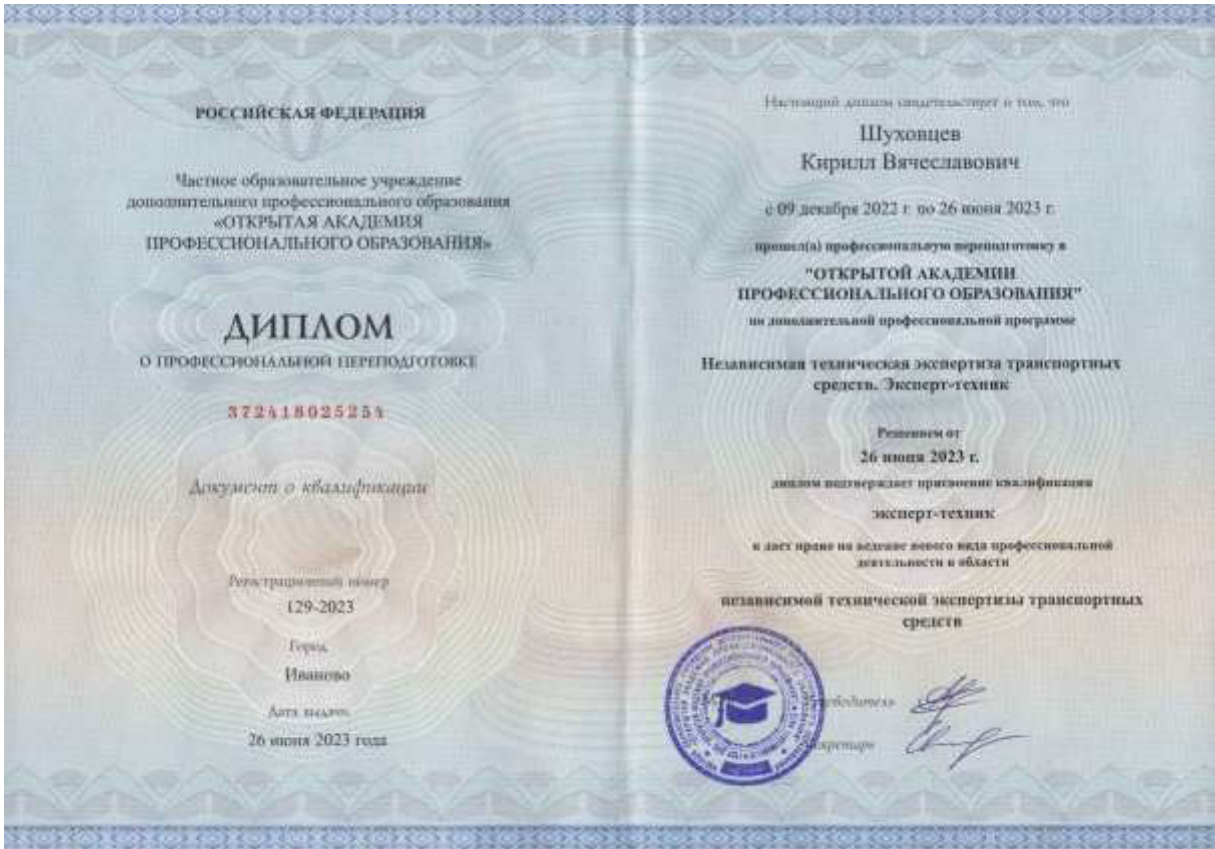 РОССИЙСКАЯ ФЕДЕРАЦИЯ
Частное образовательное учреждение
дополнительного профессионального образования
«ОТКРЫТАЯ АКАДЕМИЯ
ПРОФЕССИОНАЛЬНОГО ОБРАЗОВАНИЯ»
ДИПЛОМ
О ПРОФЕССИОНАЛЬНОЙ ПЕРЕПОДГОТОВКЕ
372418025254
Документ о квалификации
Регистрационный номер
129-2023
Город
Иваново
Дата выдачи
26 июня 2023 года
Настоящий диплом свидетельствует о том, что
Шуховцев
Кирилл Вячеславович
с 09 декабря 2022 г. по 26 июня 2023 г.
прошел(а) профессиональную переподготовку в
"ОТКРЫТОЙ АКАДЕМИИ
ПРОФЕССИОНАЛЬНОГО ОБРАЗОВАНИЯ"
по дополнительной профессиональной программе
Независимая техническая экспертиза транспортных
средств. Эксперт-техник
Решением от
26 июня 2023 г.
диплом подтверждает присвоение квалификации
эксперт-техник
и дает право на ведение нового вида профессиональной
деятельности в области
независимой технической экспертизы транспортных
средств